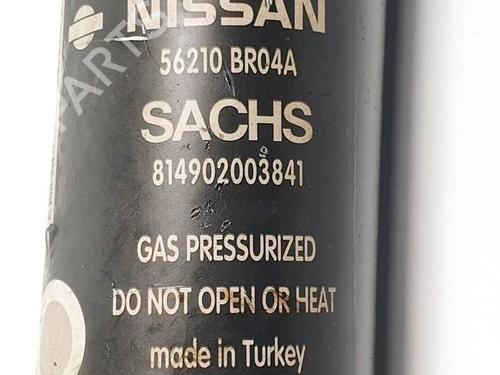 NISSAN
56210 BR04A
SACHS
814902003841
GAS PRESSURIZED
DO NOT OPEN OR HEAT
made in Turkey